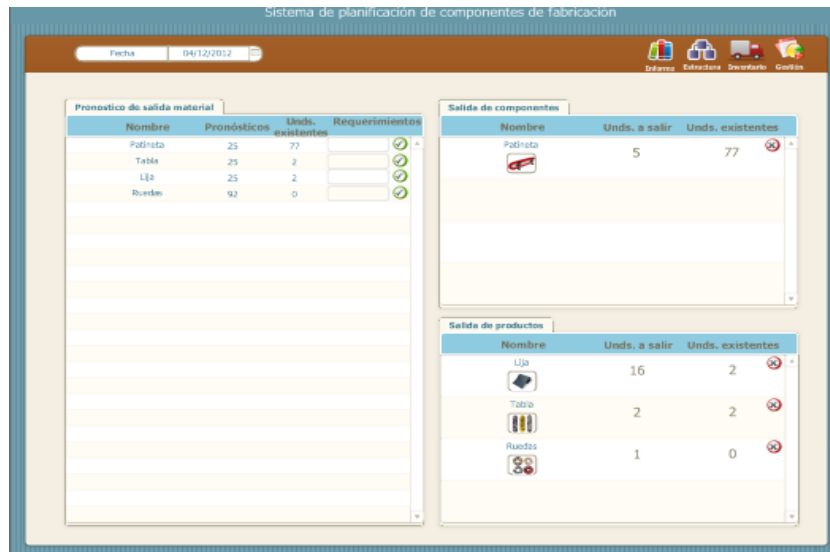 Sistema de planificación de componentes de fabricación
Fecha 04/12/2012
Informe Estructura Inventario Gestión
Pronostico de salida material
Nombre Pronósticos Unds. existentes Requerimientos
Patineta 25 77
Tabla 25 2
Lija 25 2
Ruedas 92 0
Salida de componentes
Nombre Unds. a salir Unds. existentes
Patineta 5 77
Salida de productos
Nombre Unds. a salir Unds. existentes
Lija 16 2
Tabla 2 2
Ruedas 1 0